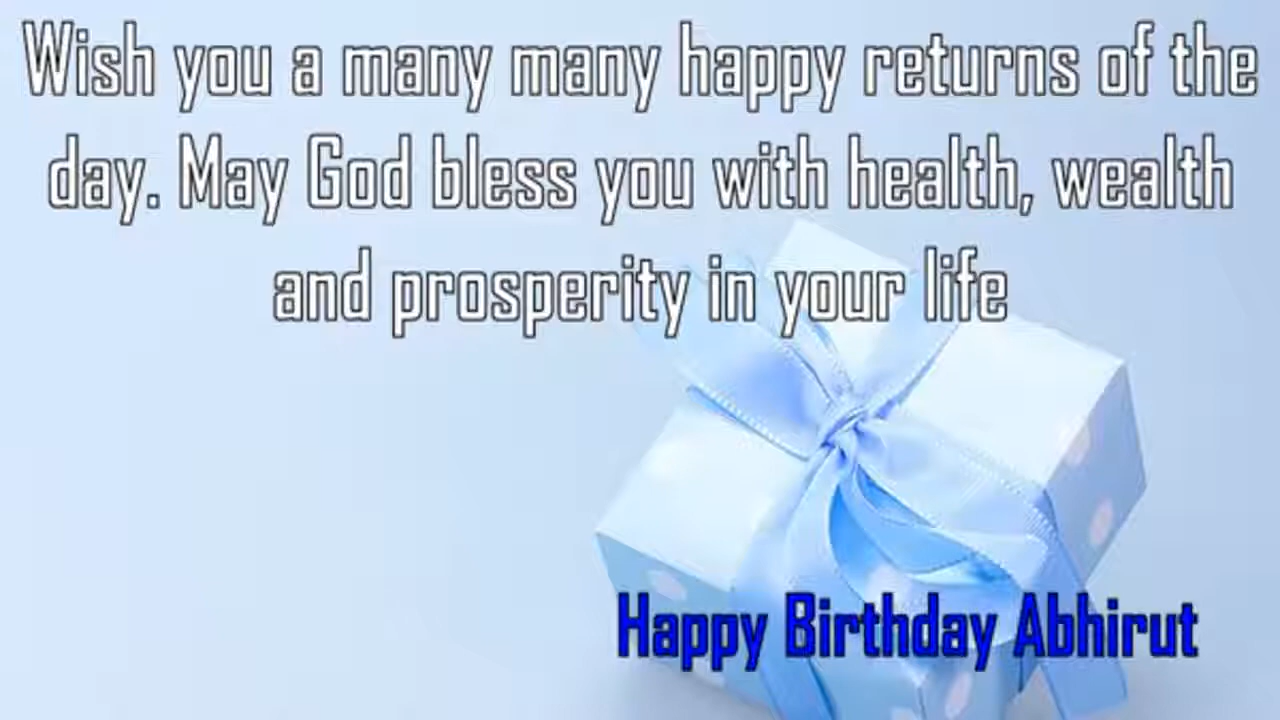 Wish you a many many happy returns of the
day. May God bless you with health, wealth
and prosperity in your life
Happy Birthday Abhirut